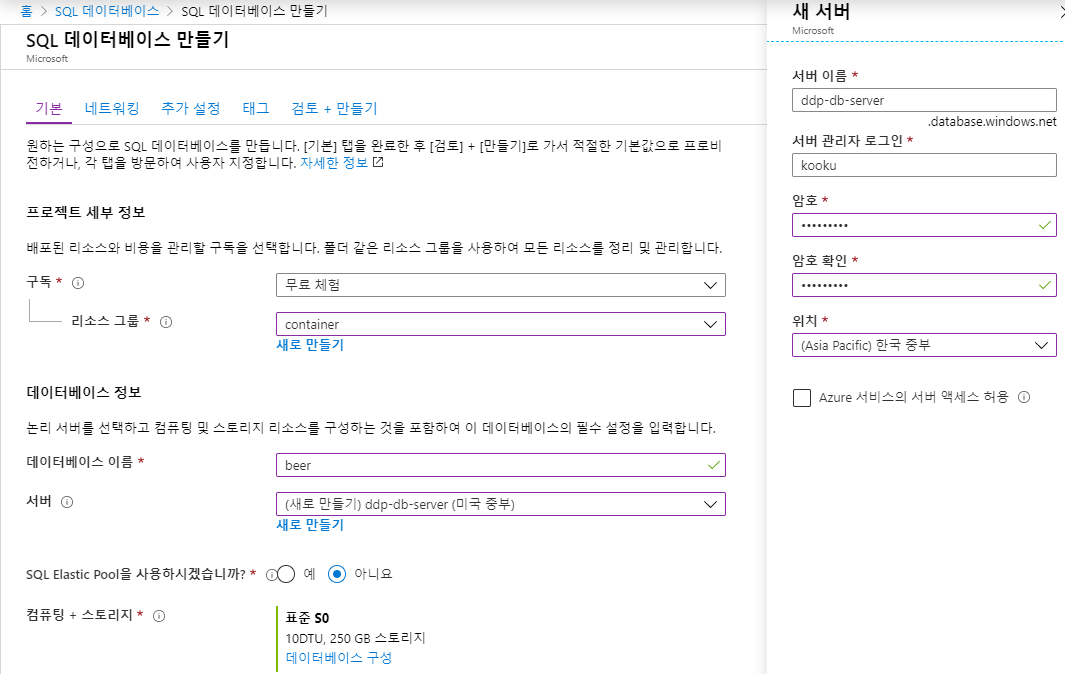 홈 > SQL 데이터베이스 > SQL 데이터베이스 만들기
SQL 데이터베이스 만들기
Microsoft
기본 네트워킹 추가 설정 태그 검토 + 만들기
원하는 구성으로 SQL 데이터베이스를 만듭니다. [기본] 탭을 완료한 후 [검토] + [만들기]로 가서 적절한 기본값으로 프로비
전하거나, 각 탭을 방문하여 사용자 지정합니다. 자세한 정보
프로젝트 세부 정보
배포된 리소스와 비용을 관리할 구독을 선택합니다. 폴더 같은 리소스 그룹을 사용하여 모든 리소스를 정리 및 관리합니다.
구독 *
무료 체험
리소스 그룹 *
container
새로 만들기
데이터베이스 정보
논리 서버를 선택하고 컴퓨팅 및 스토리지 리소스를 구성하는 것을 포함하여 이 데이터베이스의 필수 설정을 입력합니다.
데이터베이스 이름 *
beer
서버
(새로 만들기) ddp-db-server (미국 중부)
새로 만들기
SQL Elastic Pool을 사용하시겠습니까? * 예 아니요
컴퓨팅 + 스토리지 *
표준 S0
10DTU, 250 GB 스토리지
데이터베이스 구성
새 서버
Microsoft
서버 이름 *
ddp-db-server
.database.windows.net
서버 관리자 로그인 *
kooku
암호 *
•••••••••
암호 확인 *
•••••••••
위치 *
(Asia Pacific) 한국 중부
Azure 서비스의 서버 액세스 허용